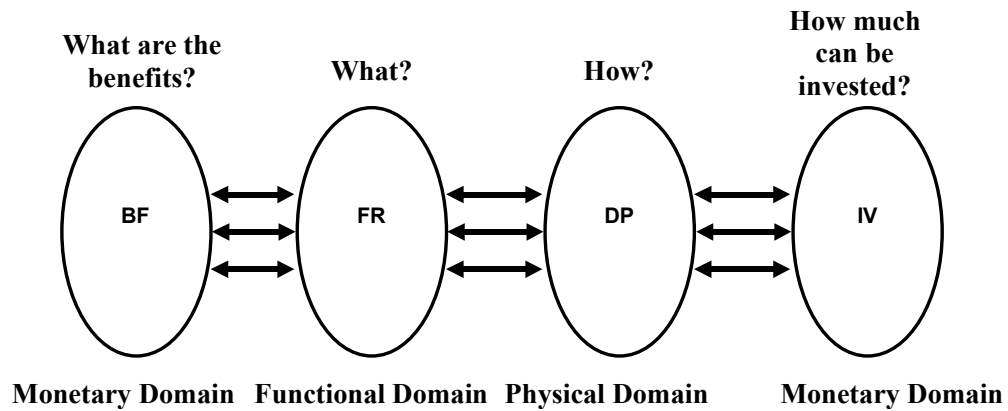 What are the
benefits?
What?
How?
How much
can be
invested?
BF
FR
DP
IV
Monetary Domain
Functional Domain
Physical Domain
Monetary Domain